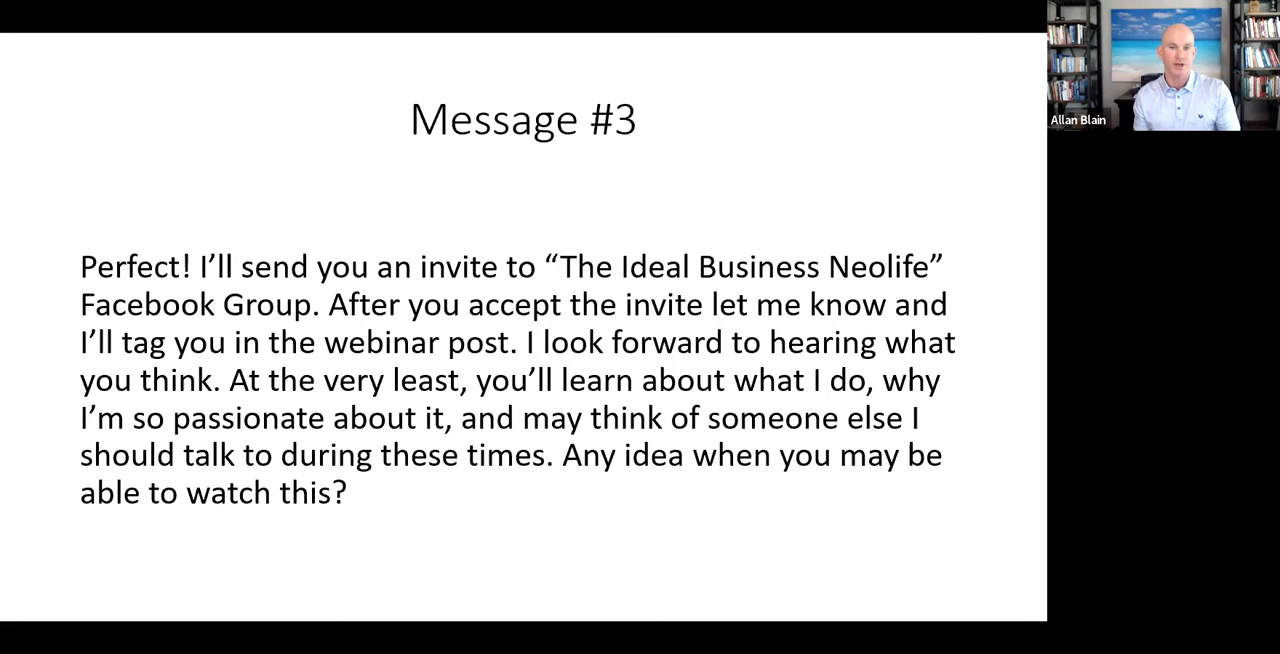 Message #3
Perfect! I’ll send you an invite to “The Ideal Business Neolife”
Facebook Group. After you accept the invite let me know and
I’ll tag you in the webinar post. I look forward to hearing what
you think. At the very least, you’ll learn about what I do, why
I’m so passionate about it, and may think of someone else I
should talk to during these times. Any idea when you may be
able to watch this?
Allan Blain